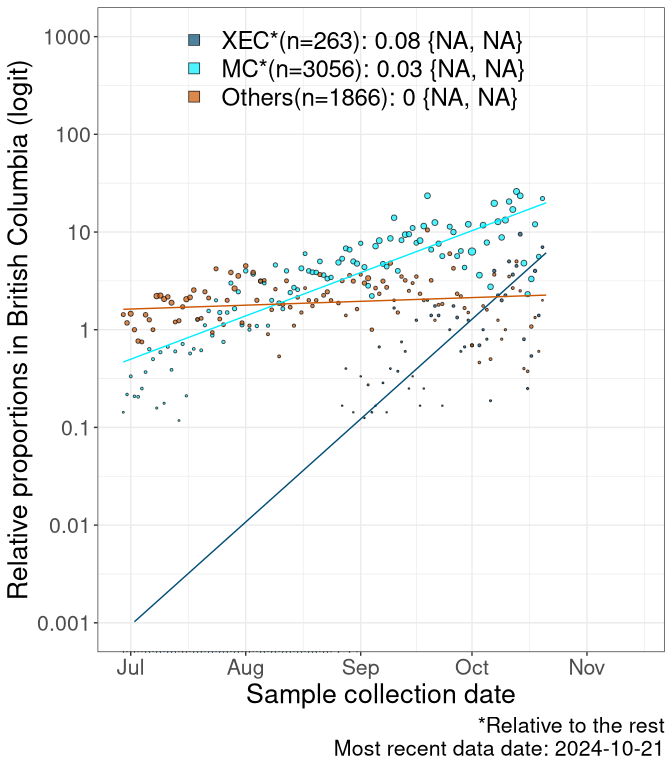 XEC*(n=263): 0.08 {NA, NA}
MC*(n=3056): 0.03 {NA, NA}
Others(n=1866): 0 {NA, NA}
Relative proportions in British Columbia (logit)
1000
100
10
1
0.1
0.01
0.001
Jul Aug Sep Oct Nov
Sample collection date
*Relative to the rest
Most recent data date: 2024-10-21